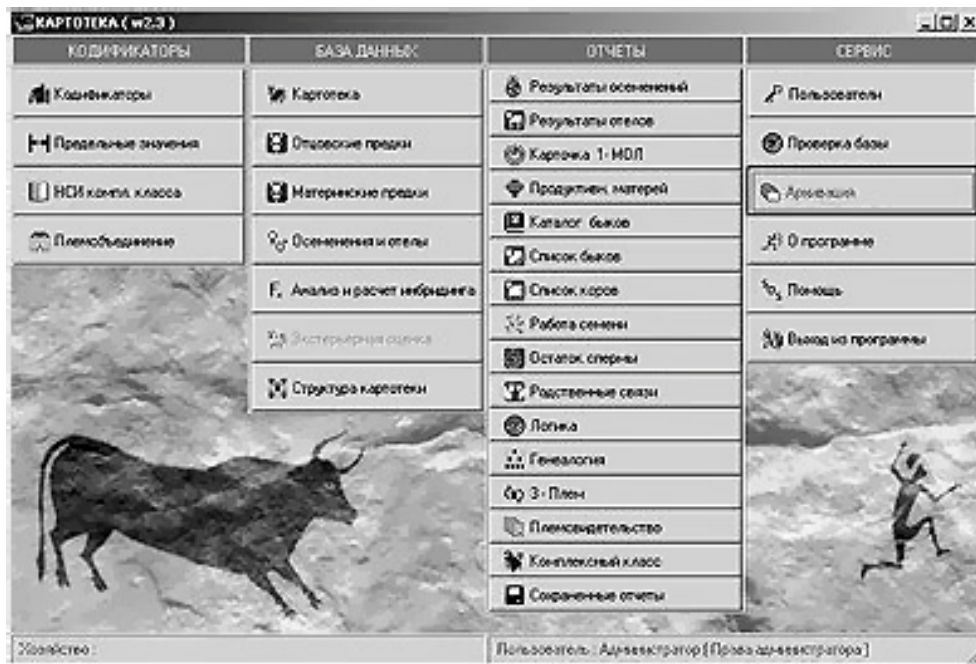 КАРТОТЕКА ( w2.3 )
КОДИФИКАТОРЫ
Кодификаторы
Предельные значения
НСИ компл. класса
Племобъединение
БАЗА ДАННЫХ
Картотека
Отцовские предки
Материнские предки
Осеменения и отелы
F. Анализ и расчет инбридинга
Экстерьерная оценка
Структура картотеки
ОТЧЕТЫ
Результаты осеменений
Результаты отелов
Карточка 1-МОЛ
Продуктивн. матерей
Каталог быков
Список быков
Список коров
Работа семени
Остаток спермы
Родственные связи
Логика
Генеалогия
3-Плем
Племсвидетельство
Комплексный класс
Сохраненные отчеты
СЕРВИС
Пользователи
Проверка базы
Архивация
О программе
Помощь
Выход из программы
Хозяйство :
Пользователь : Администратор [ Права администратора ]